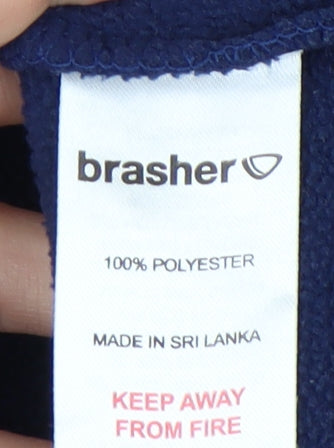 brasher
100% POLYESTER
MADE IN SRI LANKA
KEEP AWAY
FROM FIRE